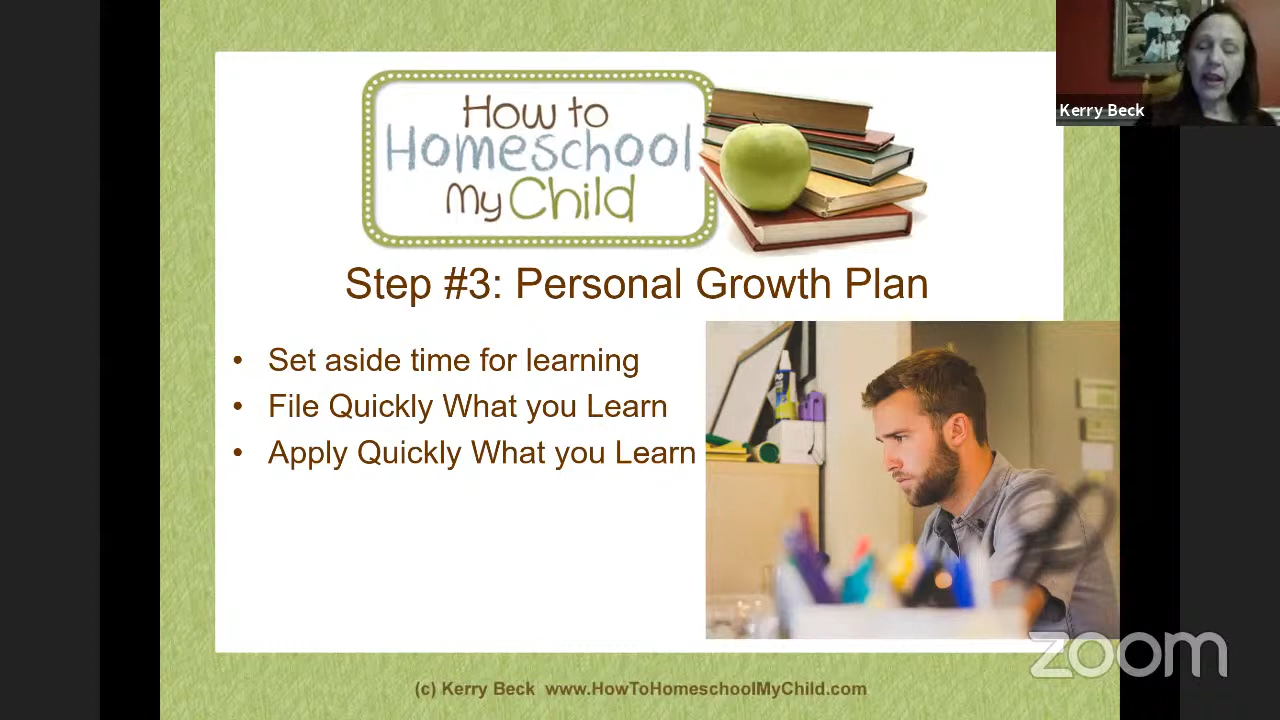 How to
Homeschool
My Child
Kerry Beck
Step #3: Personal Growth Plan
• Set aside time for learning
• File Quickly What you Learn
• Apply Quickly What you Learn
zoom
(c) Kerry Beck www.HowToHomeschoolMyChild.com